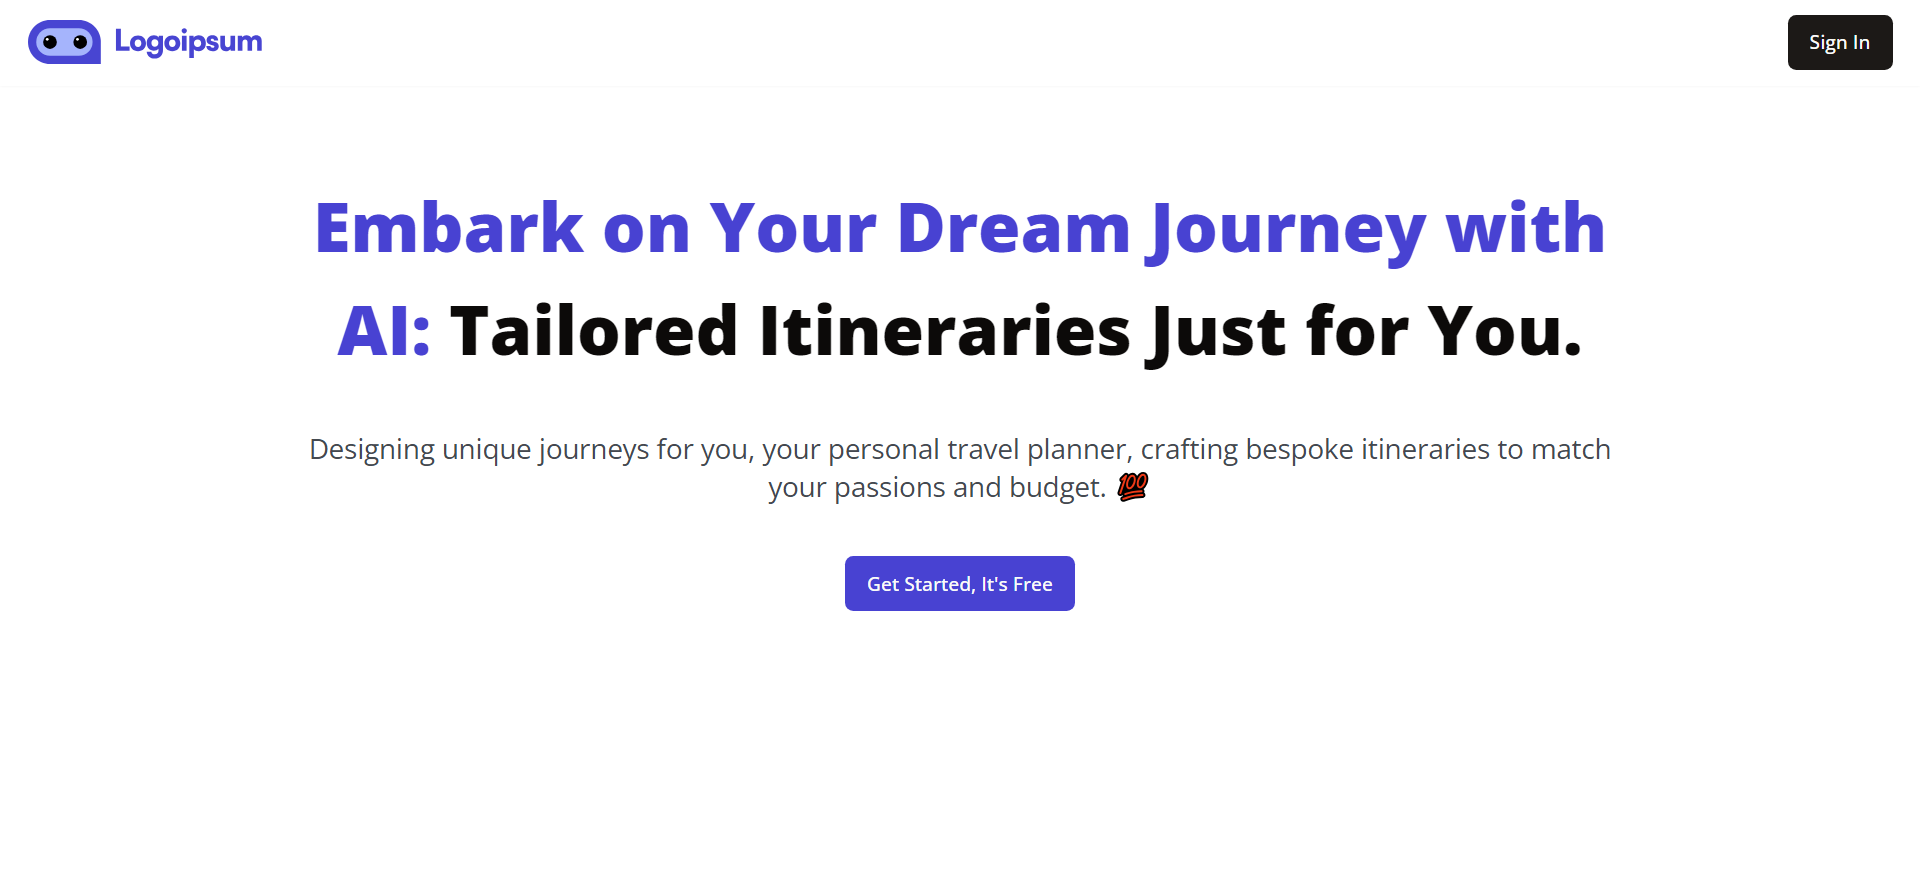 Logoipsum
Sign In
Embark on Your Dream Journey with
AI: Tailored Itineraries Just for You.
Designing unique journeys for you, your personal travel planner, crafting bespoke itineraries to match
your passions and budget. 💯
Get Started, It's Free